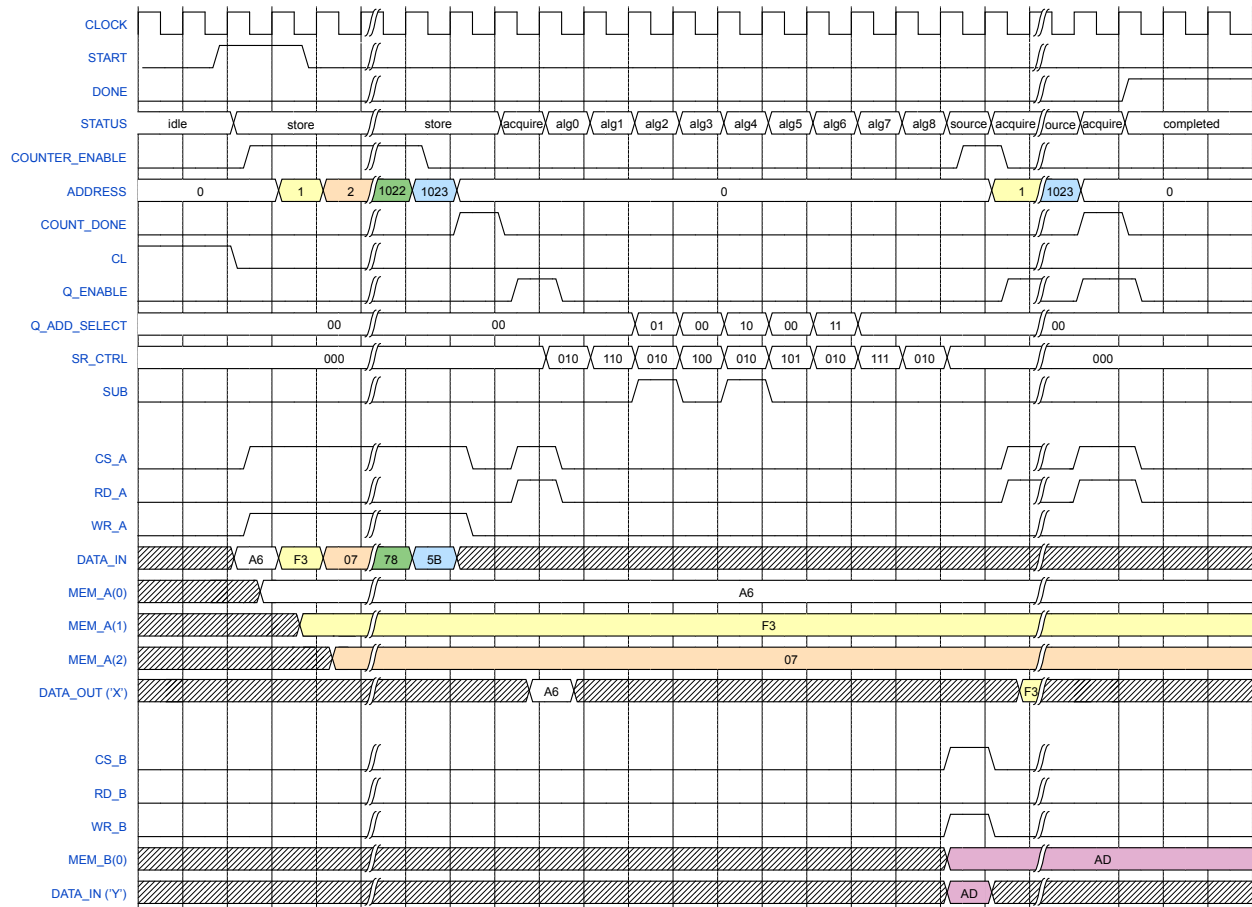 CLOCK
START
DONE
STATUS idle store store acquire alg0 alg1 alg2 alg3 alg4 alg5 alg6 alg7 alg8 source acquire ource acquire completed
COUNTER_ENABLE
ADDRESS 0 1 2 1022 1023 0 1 1023 0
COUNT_DONE
CL
Q_ENABLE
Q_ADD_SELECT 00 00 01 00 10 00 11 00
SR_CTRL 000 010 110 010 100 010 101 010 111 010 000
SUB
CS_A
RD_A
WR_A
DATA_IN A6 F3 07 78 5B
MEM_A(0) A6
MEM_A(1) F3
MEM_A(2) 07
DATA_OUT ('X') A6 F3
CS_B
RD_B
WR_B
MEM_B(0) AD
DATA_IN ('Y') AD